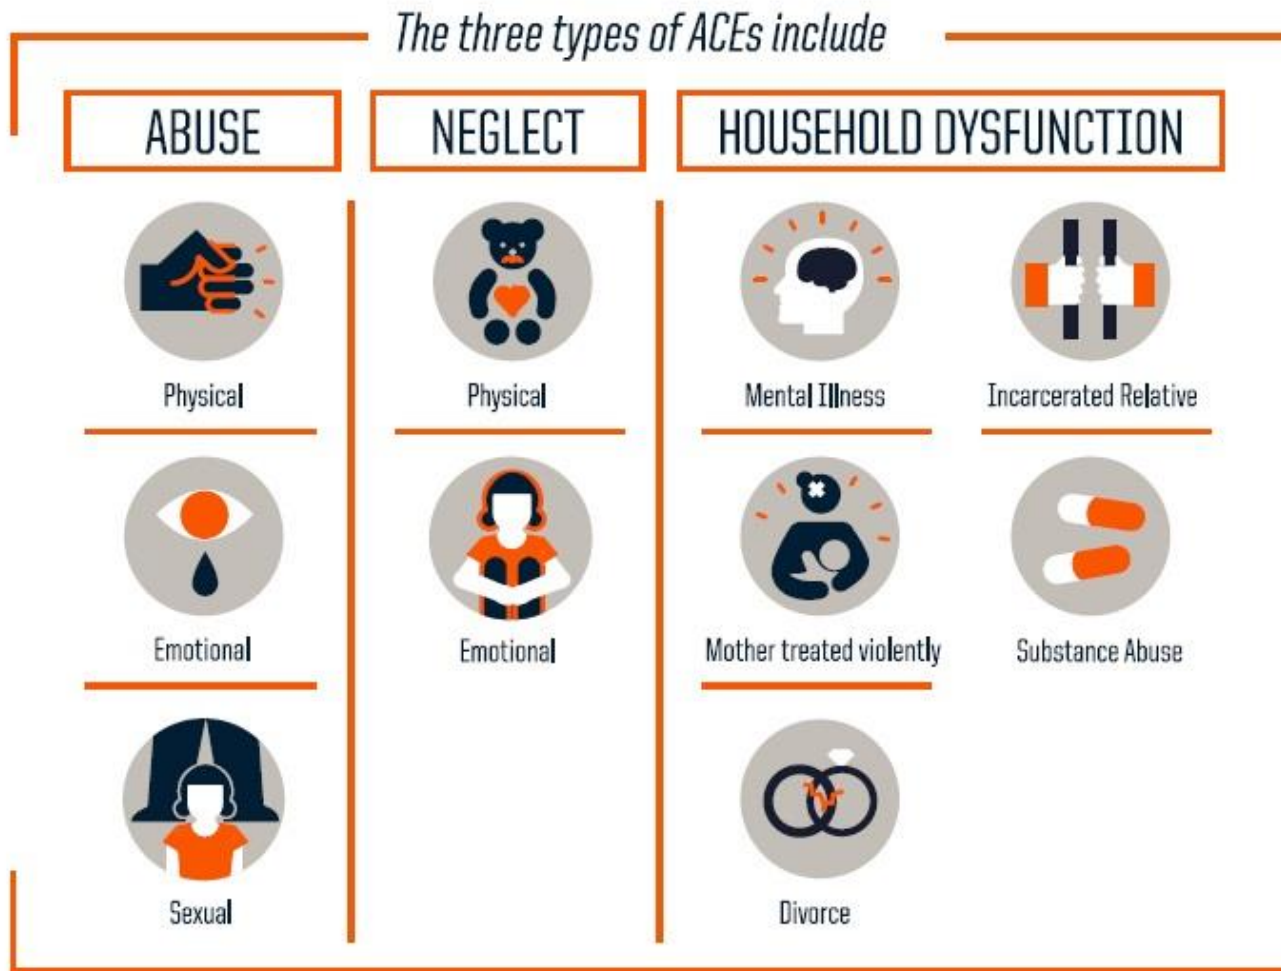 The three types of ACEs include
ABUSE
Physical
Emotional
Sexual
NEGLECT
Physical
Emotional
HOUSEHOLD DYSFUNCTION
Mental Illness
Incarcerated Relative
Mother treated violently
Substance Abuse
Divorce